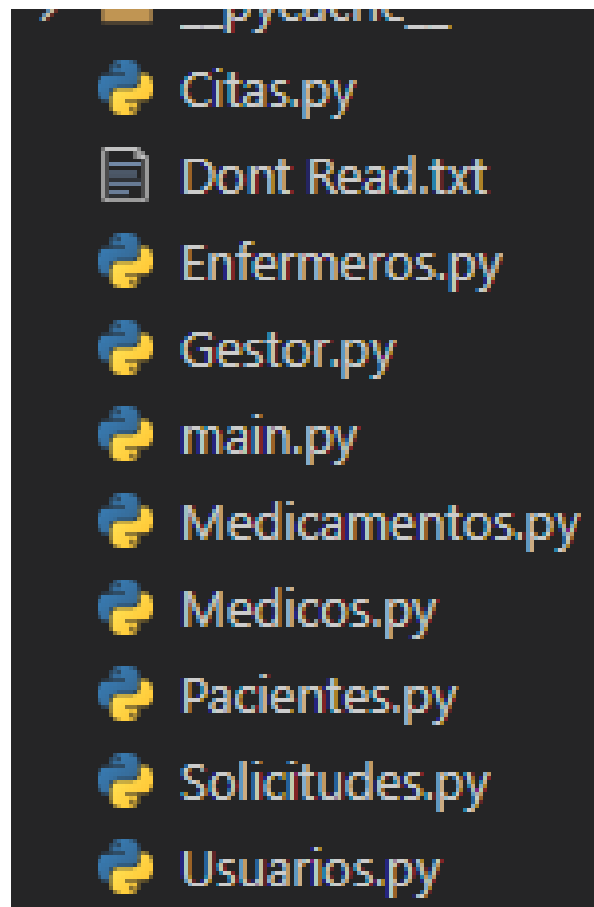 __pycache__
Citas.py
Dont Read.txt
Enfermeros.py
Gestor.py
main.py
Medicamentos.py
Medicos.py
Pacientes.py
Solicitudes.py
Usuarios.py